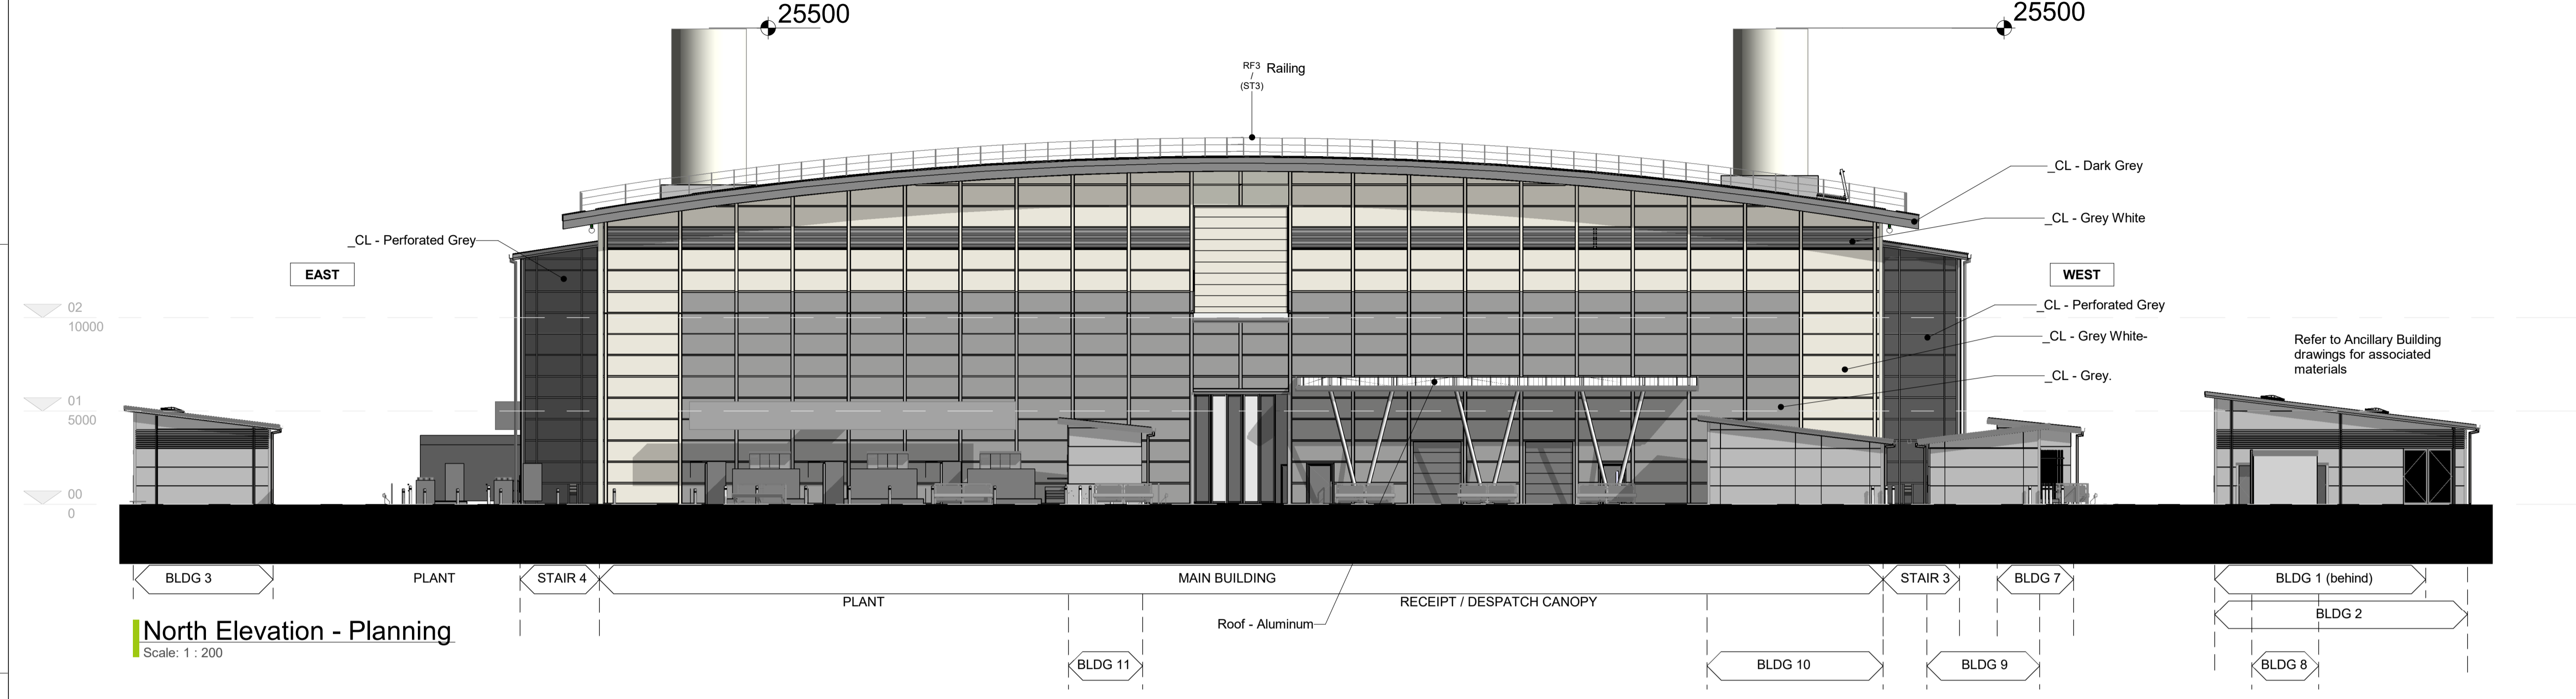 25500
25500
RF3
/
(ST3)
Railing
_CL - Dark Grey
_CL - Grey White
_CL - Perforated Grey
EAST
WEST
02
10000
_CL - Perforated Grey
_CL - Grey White-
Refer to Ancillary Building
drawings for associated
materials
_CL - Grey.
01
5000
00
0
BLDG 3
PLANT
STAIR 4
MAIN BUILDING
STAIR 3
BLDG 7
BLDG 1 (behind)
PLANT
RECEIPT / DESPATCH CANOPY
BLDG 2
Roof - Aluminum
North Elevation - Planning
Scale: 1 : 200
BLDG 11
BLDG 10
BLDG 9
BLDG 8